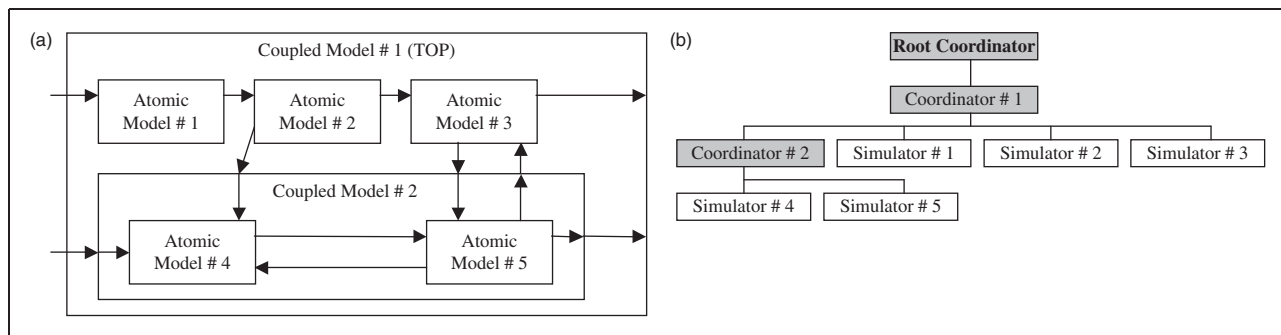 (a)
Coupled Model # 1 (TOP)
Atomic
Model # 1
Atomic
Model # 2
Atomic
Model # 3
Coupled Model # 2
Atomic
Model # 4
Atomic
Model # 5
(b)
Root Coordinator
Coordinator # 1
Coordinator # 2
Simulator # 1
Simulator # 2
Simulator # 3
Simulator # 4
Simulator # 5